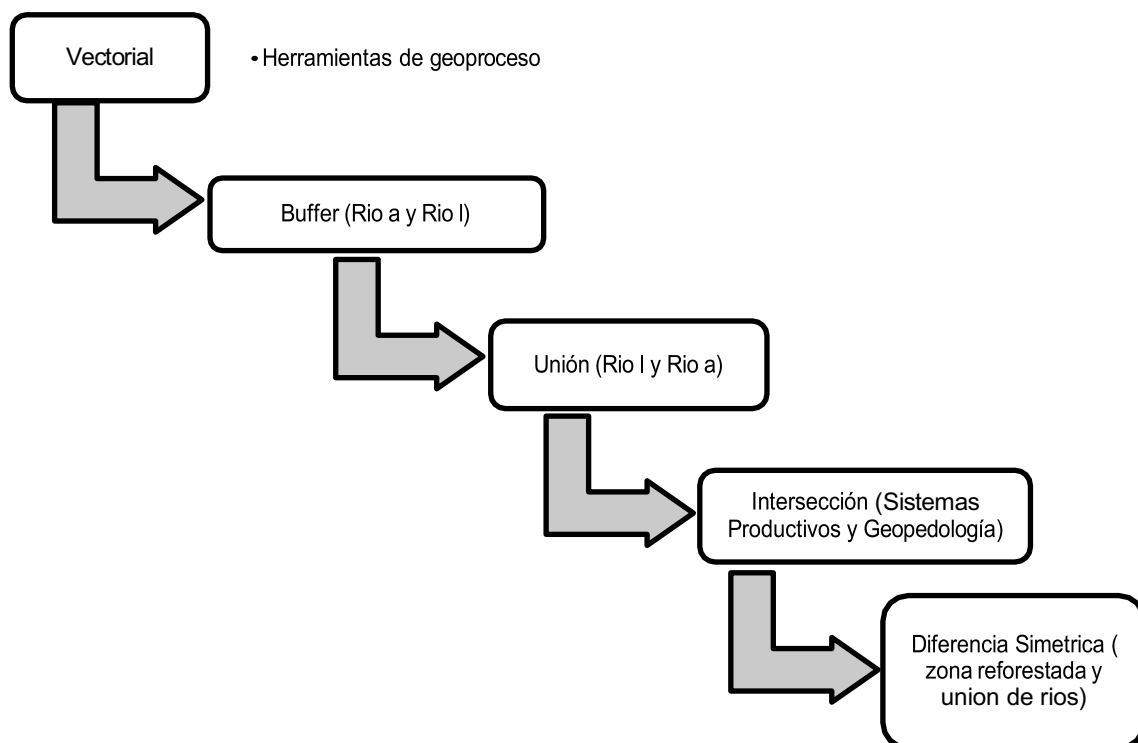 Vectorial
• Herramientas de geoproceso
Buffer (Rio a y Rio l)
Unión (Rio l y Rio a)
Intersección (Sistemas
Productivos y Geopedología)
Diferencia Simetrica (
zona reforestada y
union de rios)